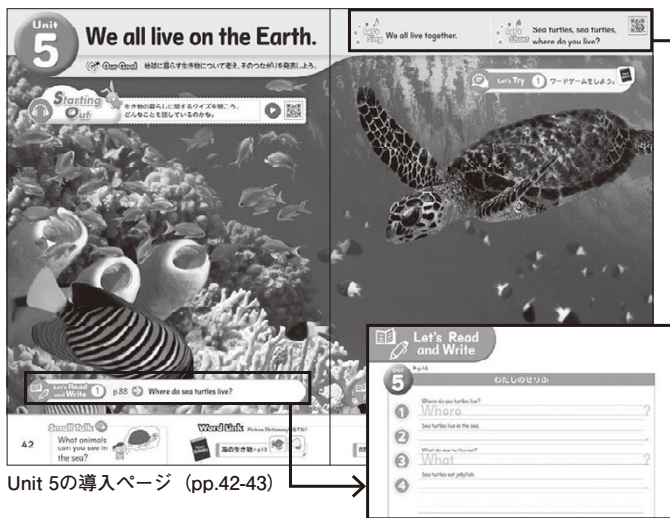 Unit
5
We all live on the Earth.
Our Goal 地球に暮らす生き物について考え、そのつながりを発表しよう。
Let's Sing We all live together.
Let's Chant Sea turtles, sea turtles,
where do you live?
Starting Out
生き物の暮らしに関するクイズを聞こう。
どんなことを話しているのかな。
Let's Try 1 ワードゲームをしよう。
Let's Read and Write 1 p.88 Where do sea turtles live?
42
Small Talk
What animals
can you see in
the sea?
Word Link Picture Dictionary
海の生き物 p.13
Let's Read
and Write
Unit
5
わたしのせりふ
1
Where do sea turtles live?
Where ?
2
Sea turtles live in the sea.
3
What do sea turtles eat?
What ?
4
Sea turtles eat jellyfish.
Unit 5の導入ページ（pp.42-43）